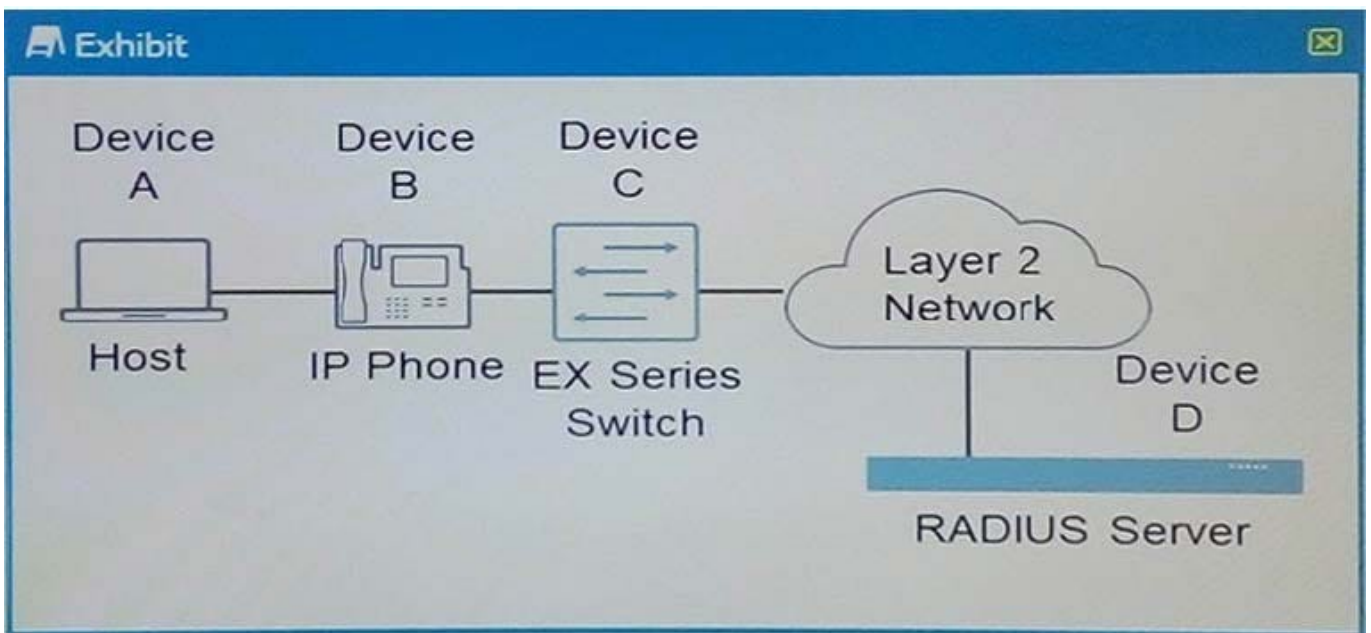 Exhibit
Device
A
Device
B
Device
C
Host
IP Phone
EX Series
Switch
Layer 2
Network
Device
D
RADIUS Server